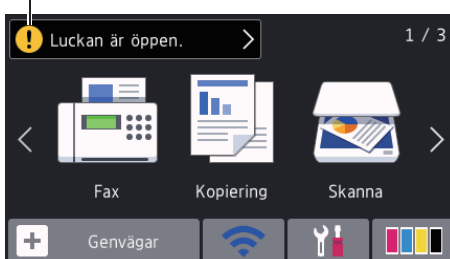 Luckan är öppen.
1 / 3
Fax
Kopiering
Skanna
Genvägar